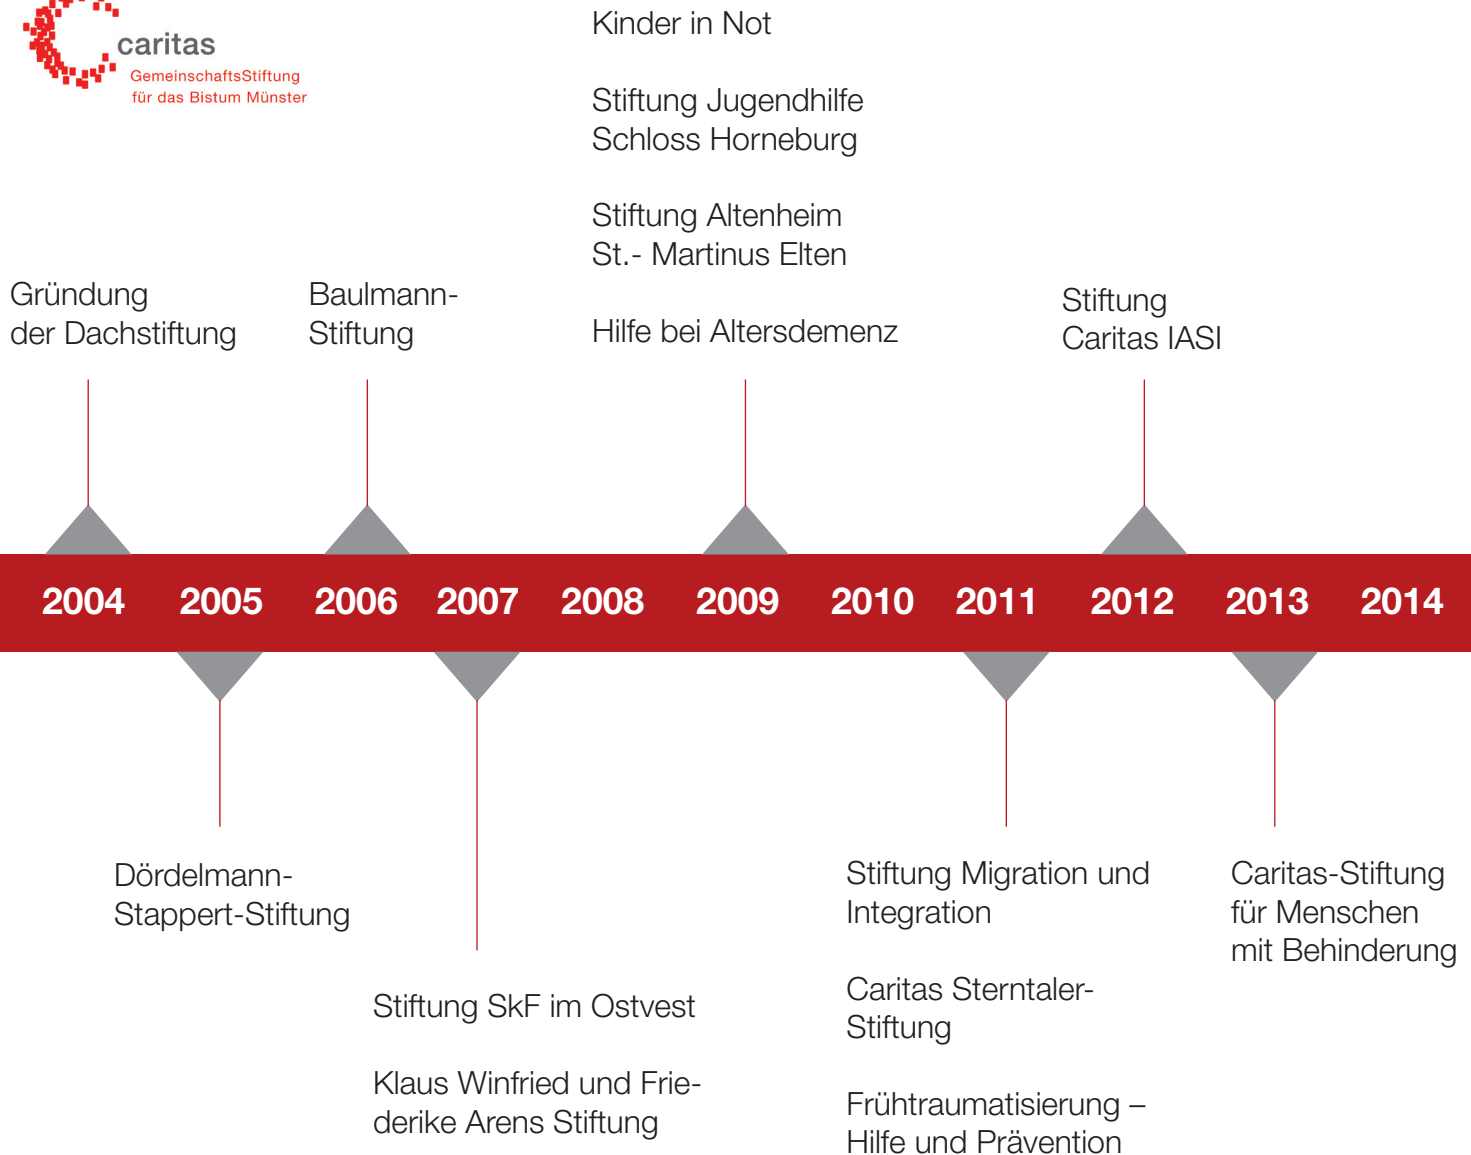 caritas
GemeinschaftsStiftung
für das Bistum Münster
Kinder in Not
Stiftung Jugendhilfe
Schloss Horneburg
Stiftung Altenheim
St.- Martinus Elten
Hilfe bei Altersdemenz
Gründung
der Dachstiftung
Baulmann-
Stiftung
Stiftung
Caritas IASI
2004 2005 2006 2007 2008 2009 2010 2011 2012 2013 2014
Dördelmann-
Stappert-Stiftung
Stiftung SkF im Ostvest
Klaus Winfried und Frie-
derike Arens Stiftung
Stiftung Migration und
Integration
Caritas Sterntaler-
Stiftung
Frühtraumatisierung –
Hilfe und Prävention
Caritas-Stiftung
für Menschen
mit Behinderung